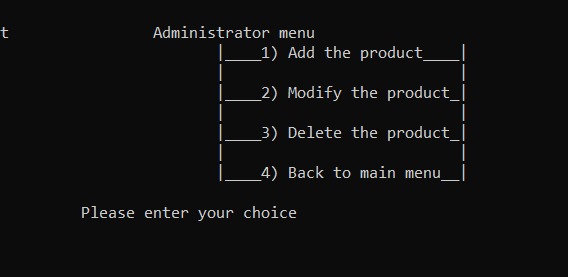 t Administrator menu
|____1) Add the product____|
| |
|____2) Modify the product_|
| |
|____3) Delete the product_|
| |
|____4) Back to main menu__|
Please enter your choice